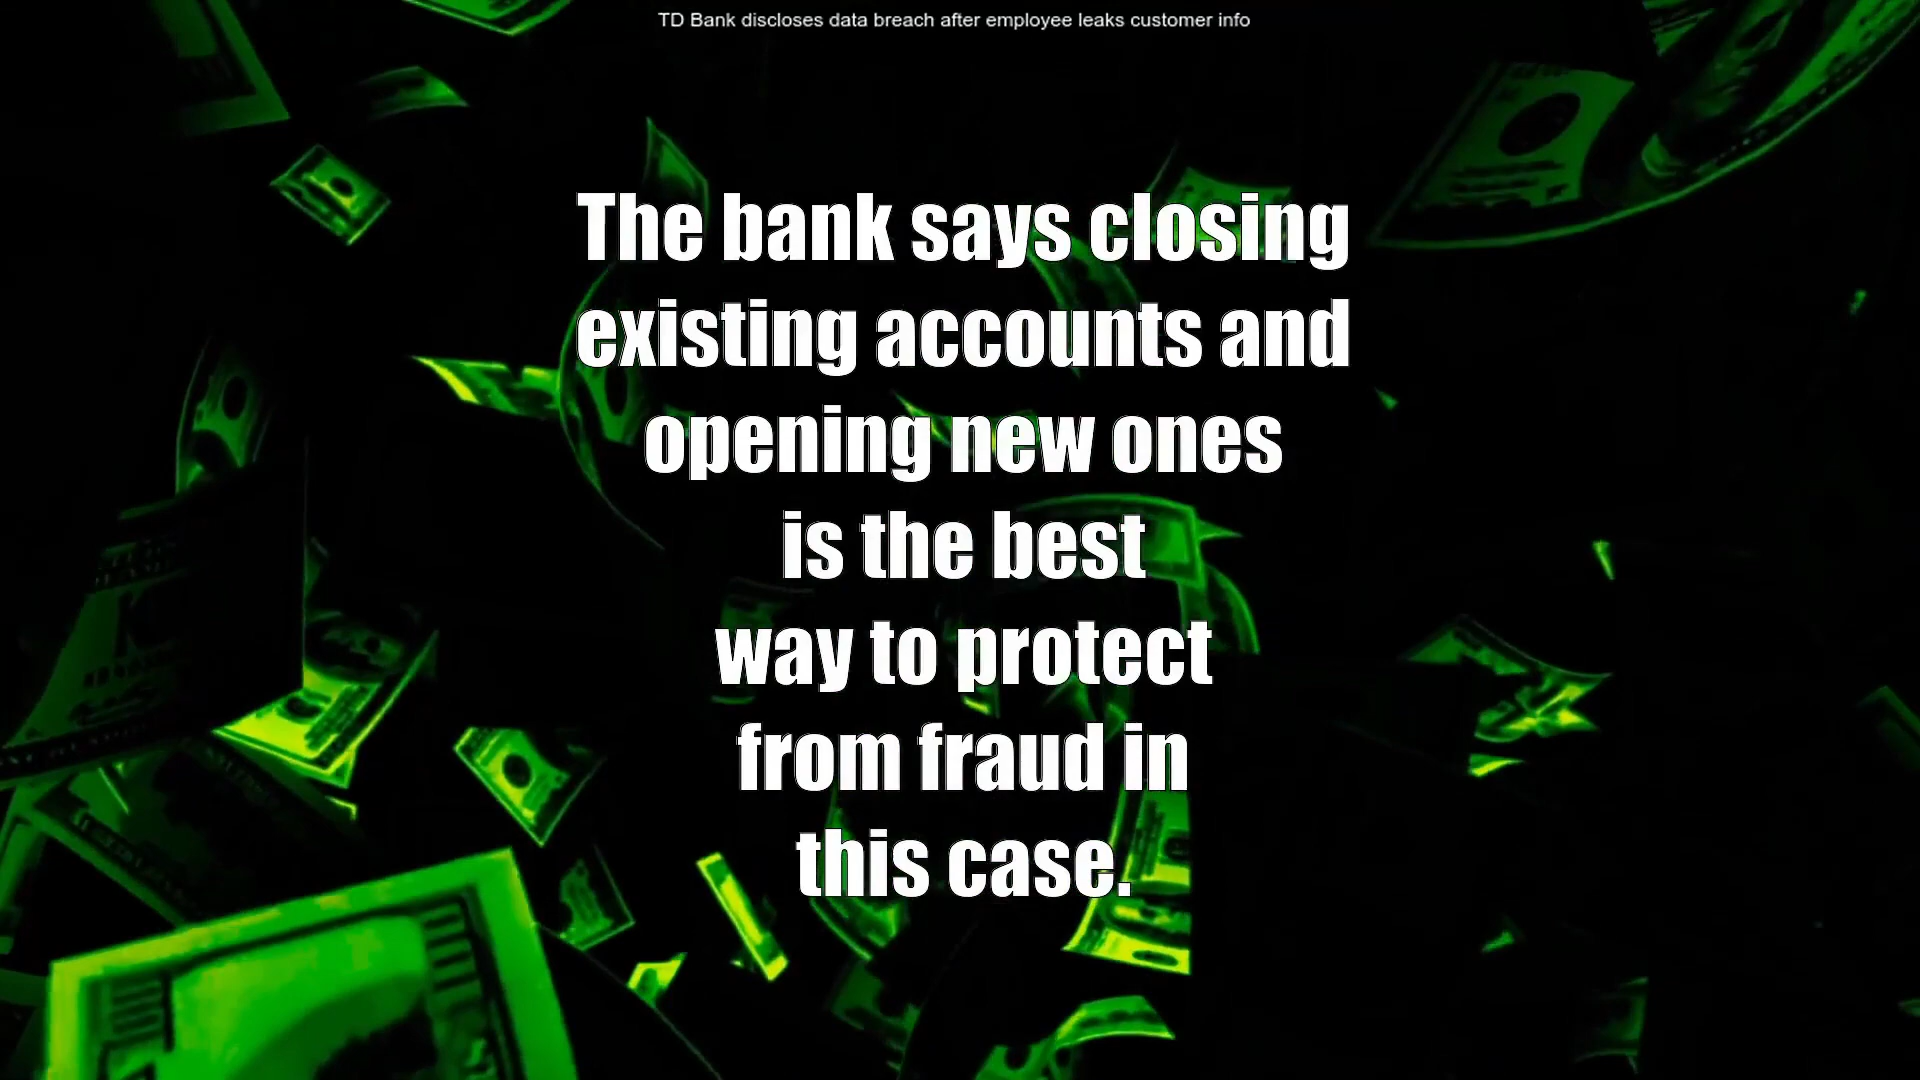 TD Bank discloses data breach after employee leaks customer info
The bank says closing
existing accounts and
opening new ones
is the best
way to protect
from fraud in
this case.